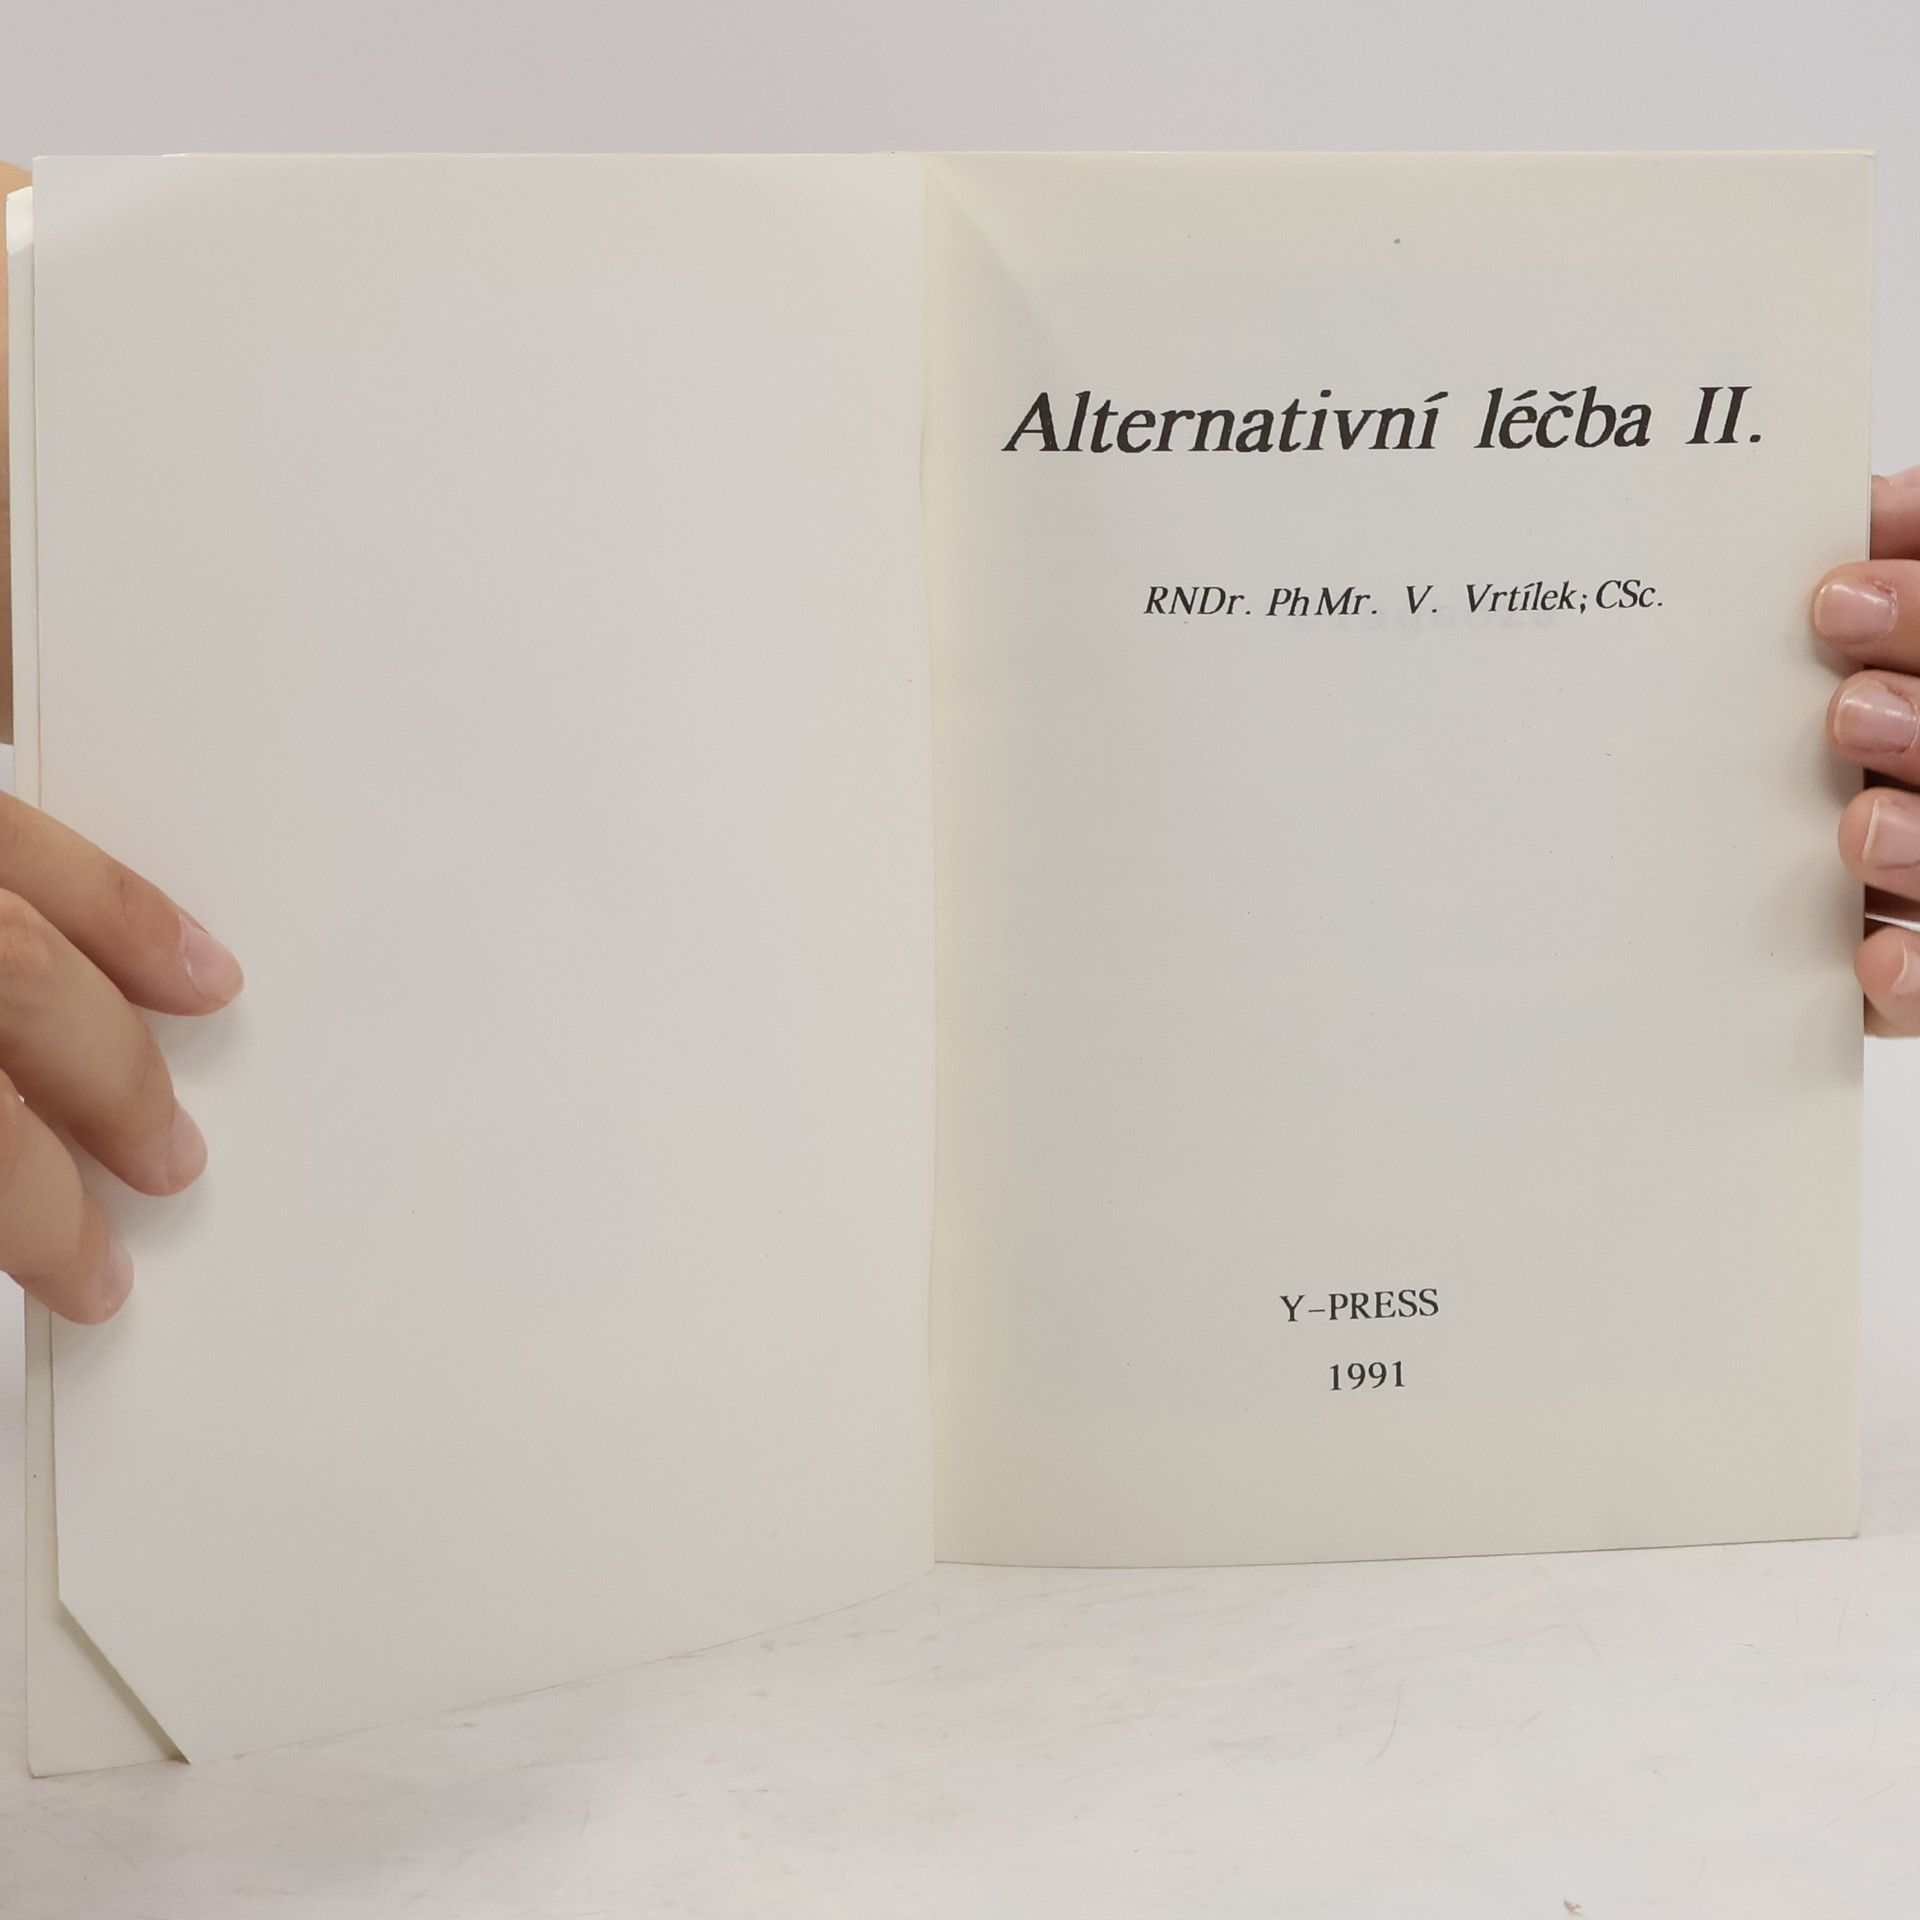 Alternativní léčba II.
RNDr. PhMr. V. Vrtílek; CSc.
Y–PRESS
1991